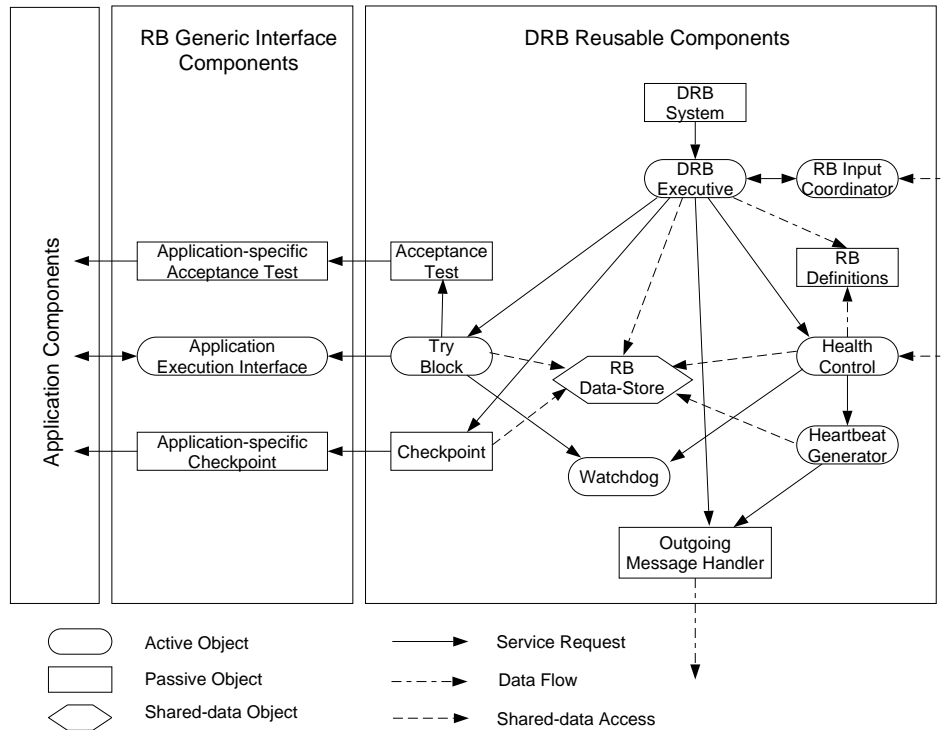 RB Generic Interface
Components
DRB Reusable Components
Application Components
DRB
System
DRB
Executive
RB Input
Coordinator
Application-specific
Acceptance Test
Acceptance
Test
RB
Definitions
Application
Execution Interface
Try
Block
RB
Data-Store
Health
Control
Application-specific
Checkpoint
Checkpoint
Watchdog
Heartbeat
Generator
Outgoing
Message Handler
Active Object
Service Request
Passive Object
Data Flow
Shared-data Object
Shared-data Access